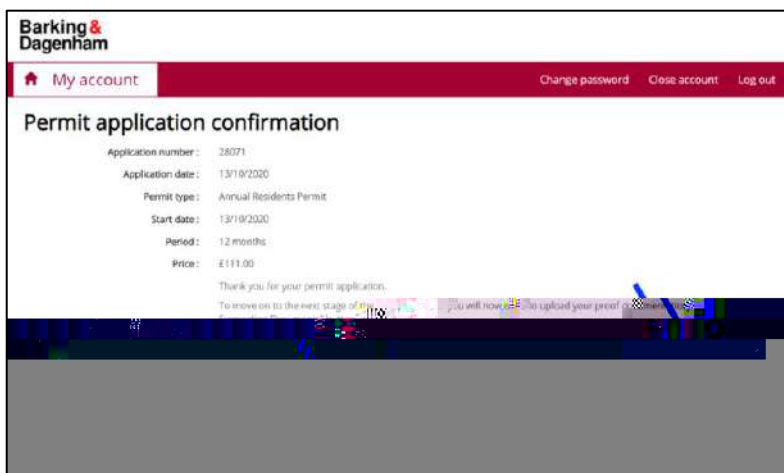 Barking &
Dagenham
My account
Change password Close account Log out
Permit application confirmation
Application number : 28071
Application date : 13/10/2020
Permit type : Annual Residents Permit
Start date : 13/10/2020
Period : 12 months
Price : £111.00
Thank you for your permit application.
To move on to the next stage of the you will now to upload your proof